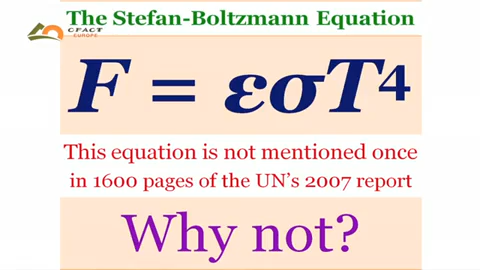 The Stefan-Boltzmann Equation
CFACT
EUROPE
F = εσT⁴
This equation is not mentioned once
in 1600 pages of the UN's 2007 report
Why not?